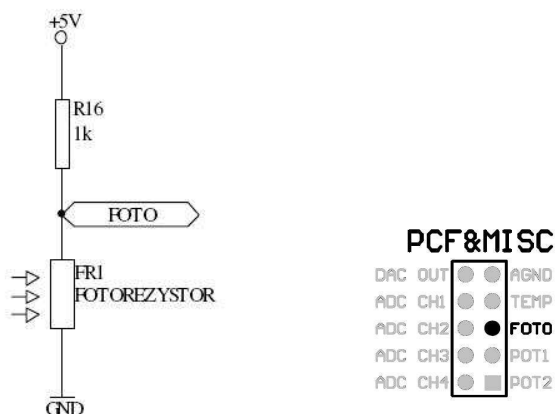 +5V
R16
1k
FOTO
FR1
FOTOREZYSTOR
GND
PCF&MISC
DAC OUT AGND
ADC CH1 TEMP
ADC CH2 FOTO
ADC CH3 POT1
ADC CH4 POT2